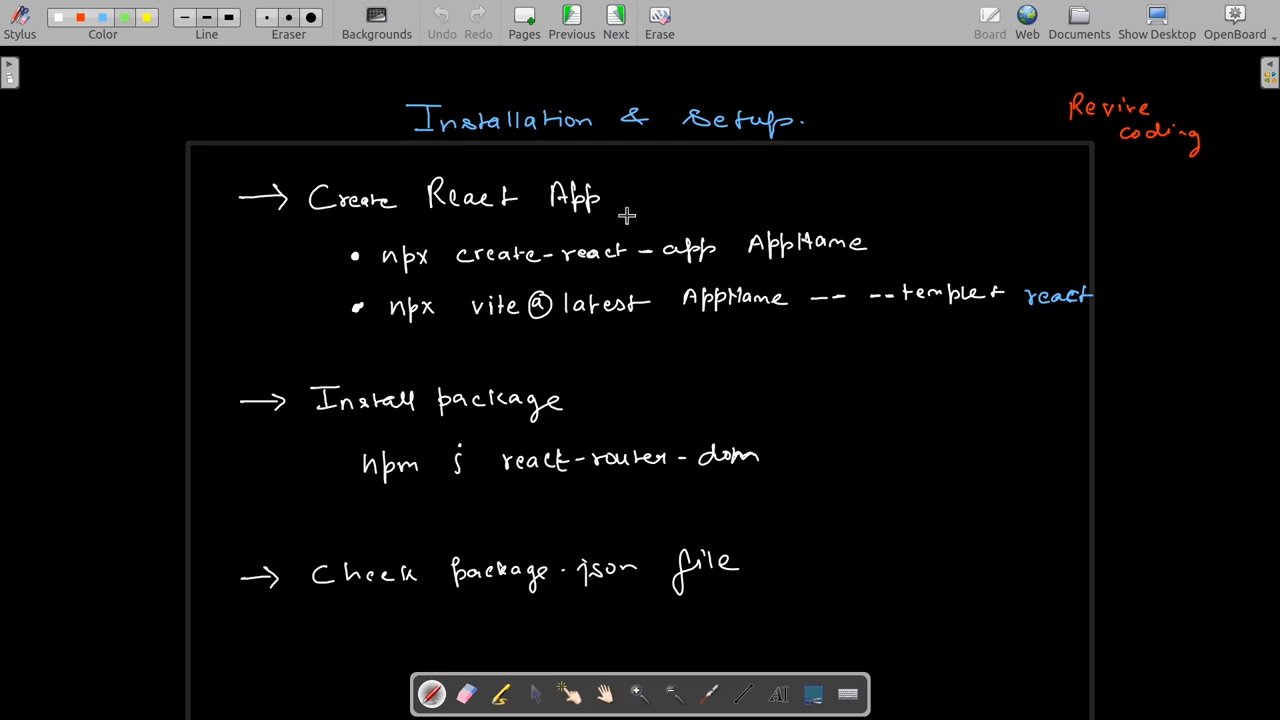 Stylus Color Line Eraser Backgrounds Undo Redo Pages Previous Next Erase Board Web Documents Show Desktop OpenBoard
Installation & Setup.
Revire
coding
→ Create React App
• npx create-react-app AppName
• npx vite@latest AppName -- --templet react
→ Install package
npm i react-router-dom
→ Check package.json file
AI